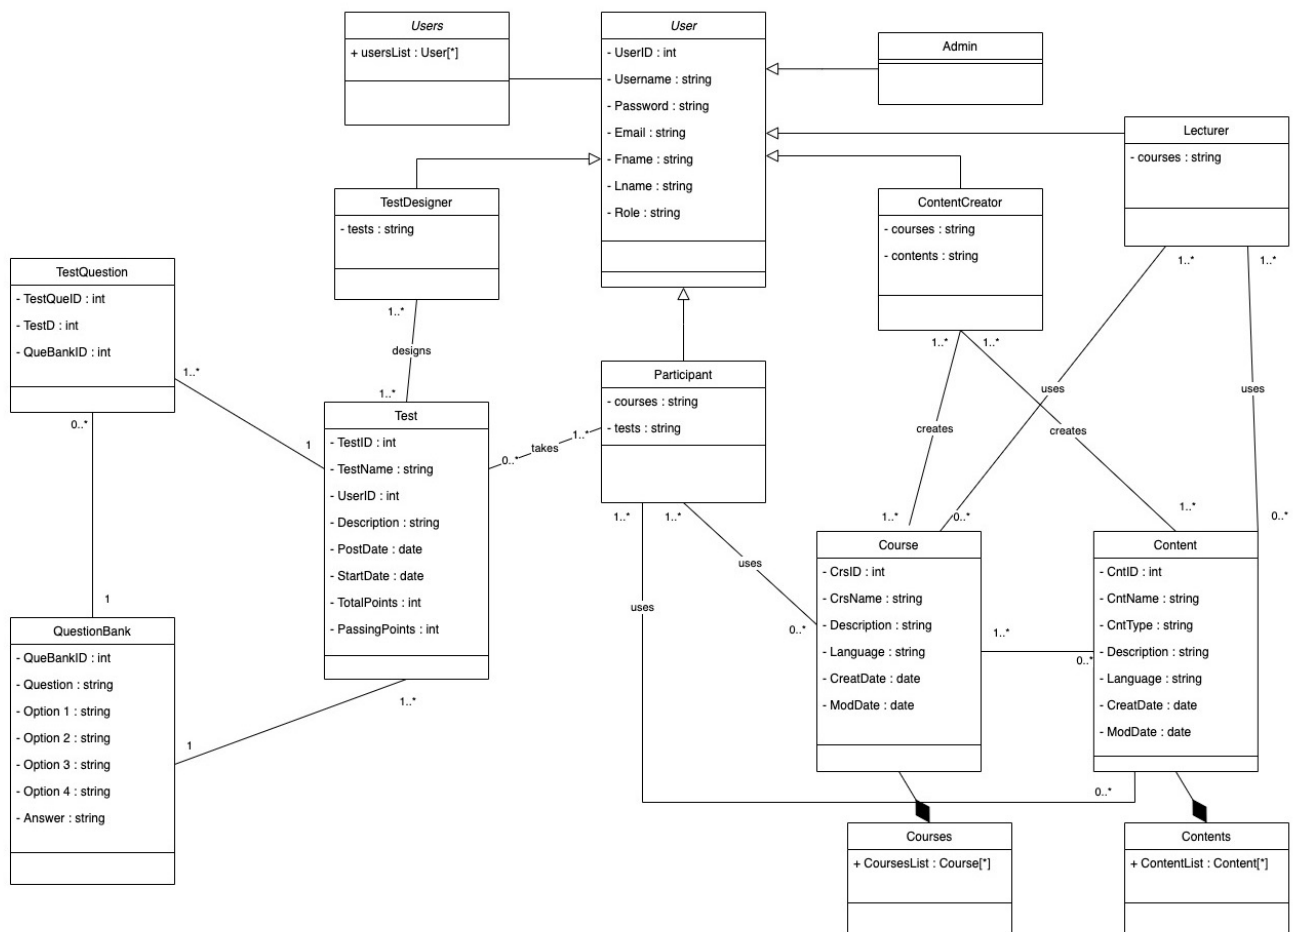 Users
+ usersList : User[*]
User
- UserID : int
- Username : string
- Password : string
- Email : string
- Fname : string
- Lname : string
- Role : string
Admin
Lecturer
- courses : string
TestDesigner
- tests : string
ContentCreator
- courses : string
- contents : string
TestQuestion
- TestQueID : int
- TestD : int
- QueBankID : int
1..*
1..*
1..*
designs
1..*
1..*
1..*
1..*
0..*
1
Test
- TestID : int
- TestName : string
- UserID : int
- Description : string
- PostDate : date
- StartDate : date
- TotalPoints : int
- PassingPoints : int
Participant
- courses : string
- tests : string
0..*
takes
1..*
uses
uses
creates
creates
1..*
1..*
1..*
0..*
1..*
0..*
uses
uses
0..*
1
QuestionBank
- QueBankID : int
- Question : string
- Option 1 : string
- Option 2 : string
- Option 3 : string
- Option 4 : string
- Answer : string
1..*
1
Course
- CrsID : int
- CrsName : string
- Description : string
- Language : string
- CreatDate : date
- ModDate : date
1..*
0..*
Content
- CntID : int
- CntName : string
- CntType : string
- Description : string
- Language : string
- CreatDate : date
- ModDate : date
0..*
Courses
+ CoursesList : Course[*]
Contents
+ ContentList : Content[*]